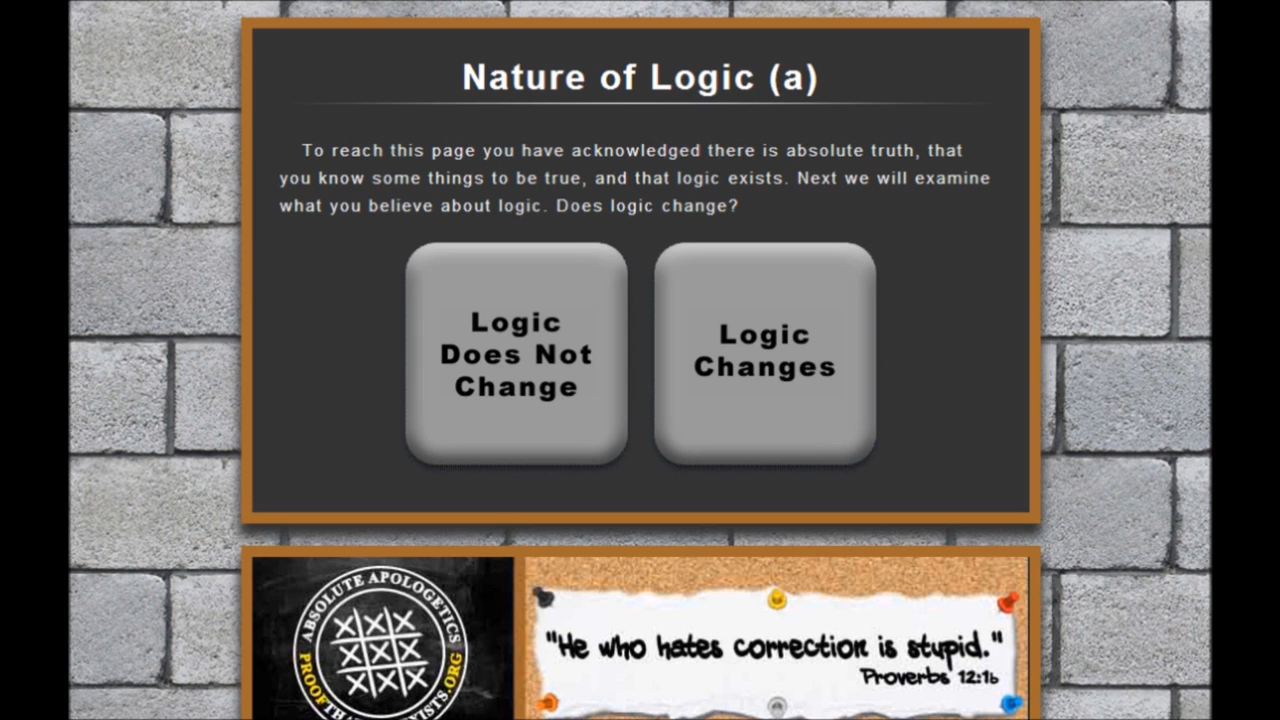 Nature of Logic (a)
To reach this page you have acknowledged there is absolute truth, that
you know some things to be true, and that logic exists. Next we will examine
what you believe about logic. Does logic change?
Logic
Does Not
Change
Logic
Changes
ABSOLUTE APOLOGETICS
"He who hates correction is stupid."
Proverbs 12:1b